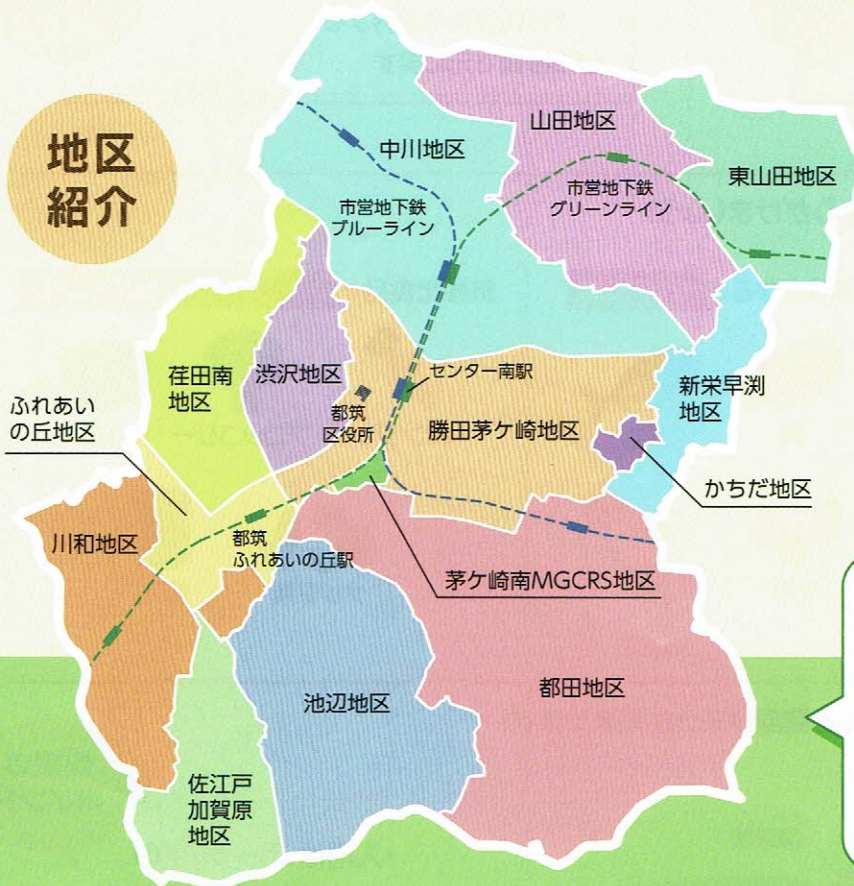 地区
紹介
中川地区
山田地区
東山田地区
市営地下鉄
ブルーライン
市営地下鉄
グリーンライン
荏田南
地区
渋沢地区
センター南駅
都筑
区役所
勝田茅ケ崎地区
新栄早渕
地区
ふれあい
の丘地区
かちだ地区
川和地区
都筑
ふれあいの丘駅
茅ケ崎南MGCRS地区
池辺地区
都田地区
佐江戸
加賀原
地区